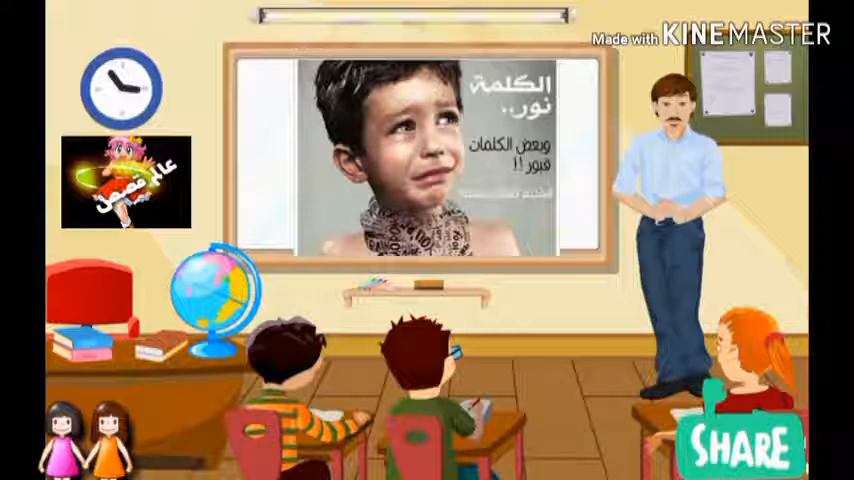 Made with KINEMASTER
الكلمة
نور..
وبعض الكلمات
قبور!!
عالم قصص
SHARE